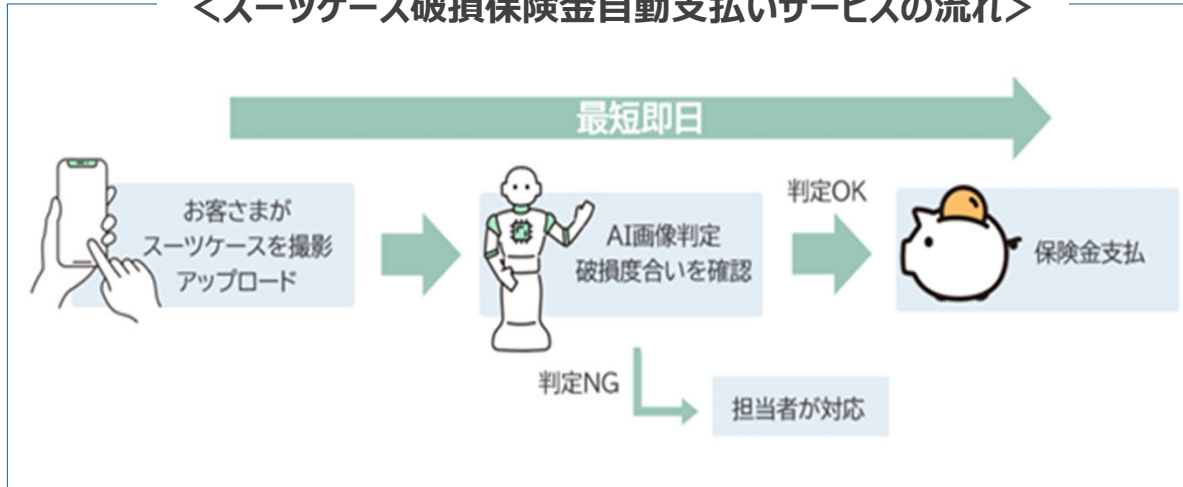 <スーツケース破損保険金自動支払いサービスの流れ>
最短即日
お客さまが
スーツケースを撮影
アップロード
AI画像判定
破損度合いを確認
判定OK
保険金支払
判定NG
担当者が対応